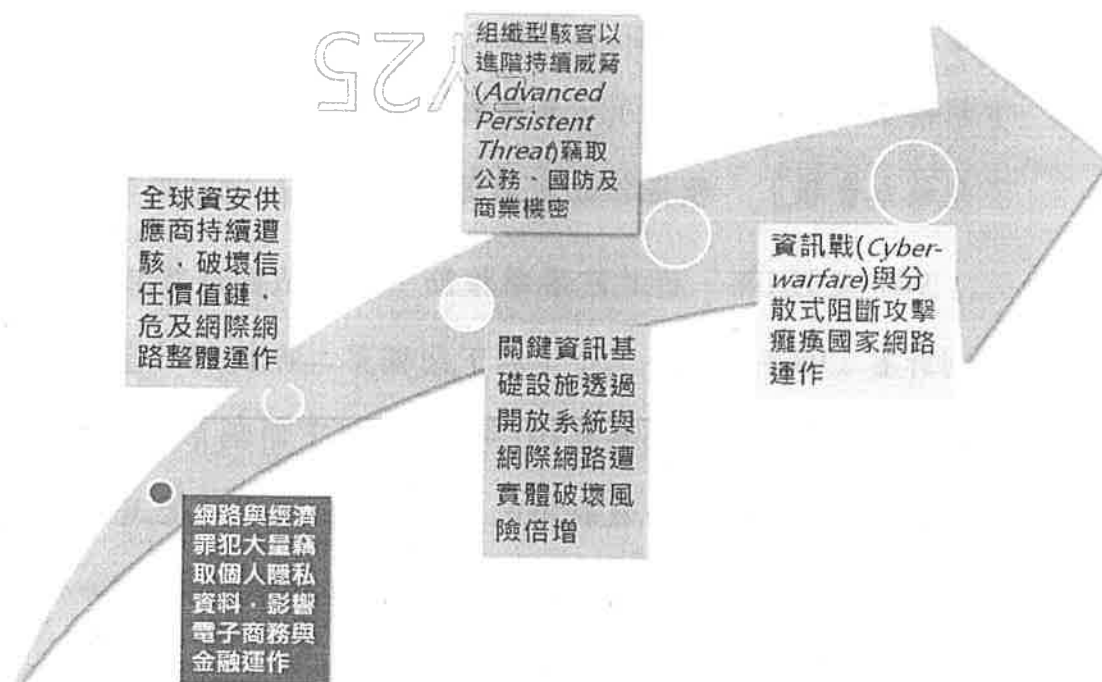 組織型駭客以
進階持續威脅
(Advanced
Persistent
Threat)竊取
公務、國防及
商業機密
全球資安供
應商持續遭
駭，破壞信
任價值鏈，
危及網際網
路整體運作
資訊戰(Cyber-
warfare)與分
散式阻斷攻擊
癱瘓國家網路
運作
關鍵資訊基
礎設施透過
開放系統與
網際網路遭
實體破壞風
險倍增
網路與經濟
罪犯大量竊
取個人隱私
資料，影響
電子商務與
金融運作